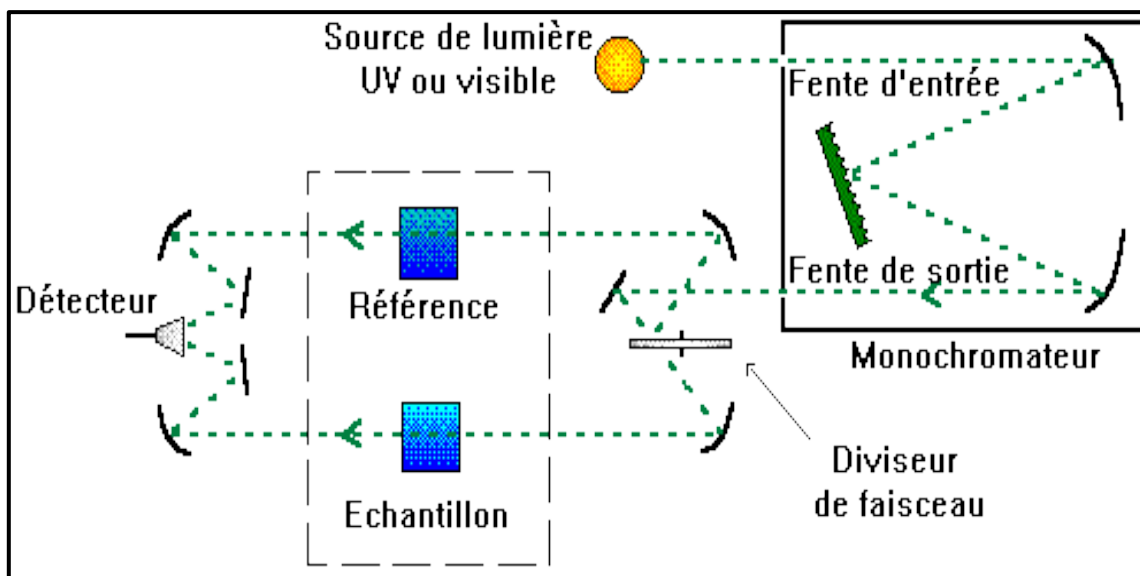 Source de lumière
UV ou visible
Fente d'entrée
Fente de sortie
Monochromateur
Détecteur
Référence
Echantillon
Diviseur
de faisceau